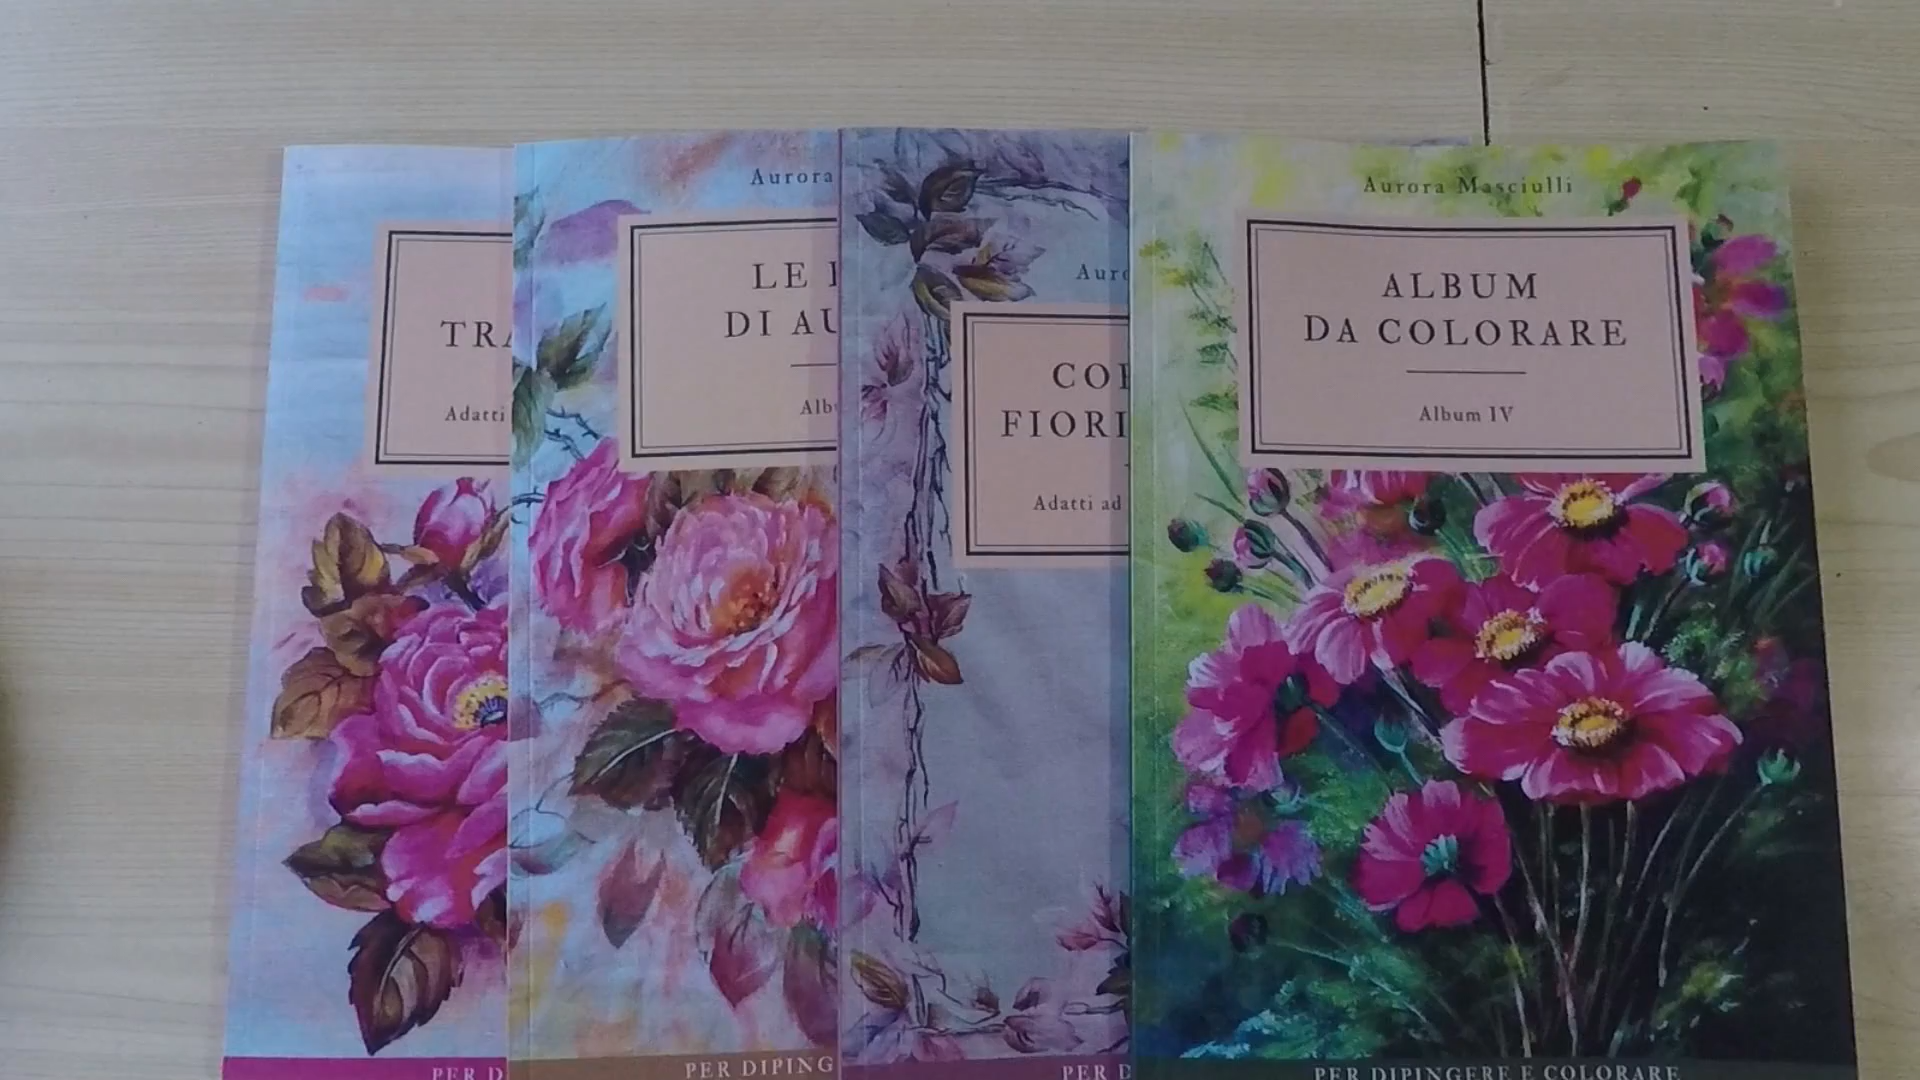 TRA
Adatti
PER D
Aurora
LE
DI AU
Alb
PER DIPING
Auro
CO
FIORI
Adatti ad
PER D
Aurora Masciulli
ALBUM
DA COLORARE
Album IV
PER DIPINGERE E COLORARE